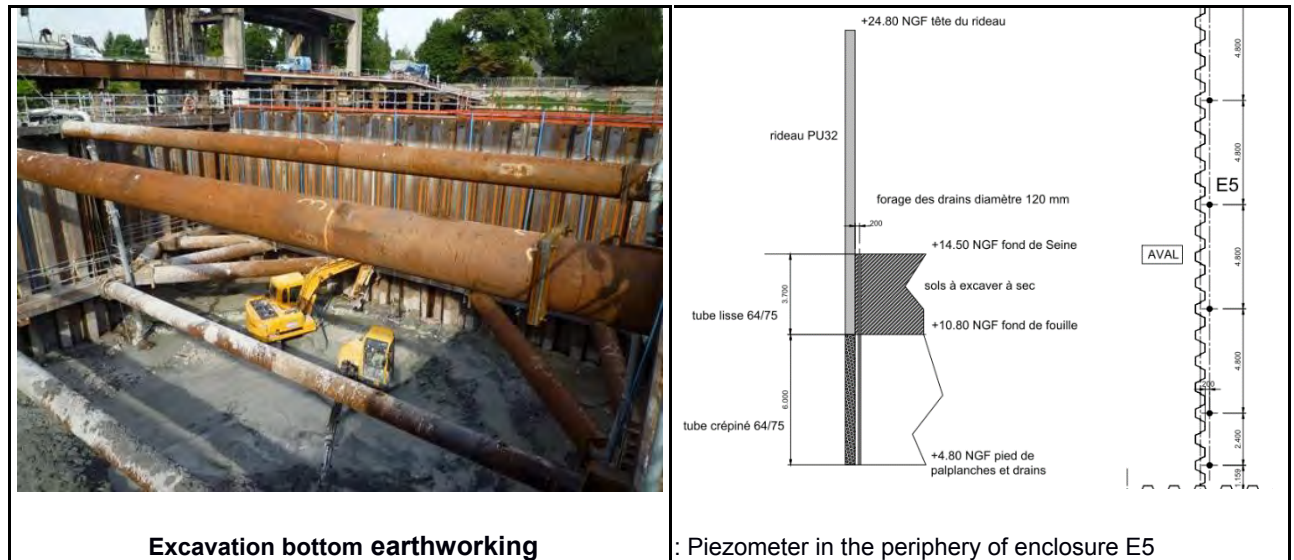 +24.80 NGF tête du rideau
rideau PU32
forage des drains diamètre 120 mm
200
+14.50 NGF fond de Seine
3.700
sols à excaver à sec
tube lisse 64/75
+10.80 NGF fond de fouille
6.000
tube crépiné 64/75
+4.80 NGF pied de
palplanches et drains
4.800
4.800
E5
AVAL
4.800
4.800
200
2.400
1.159
Excavation bottom earthworking
: Piezometer in the periphery of enclosure E5